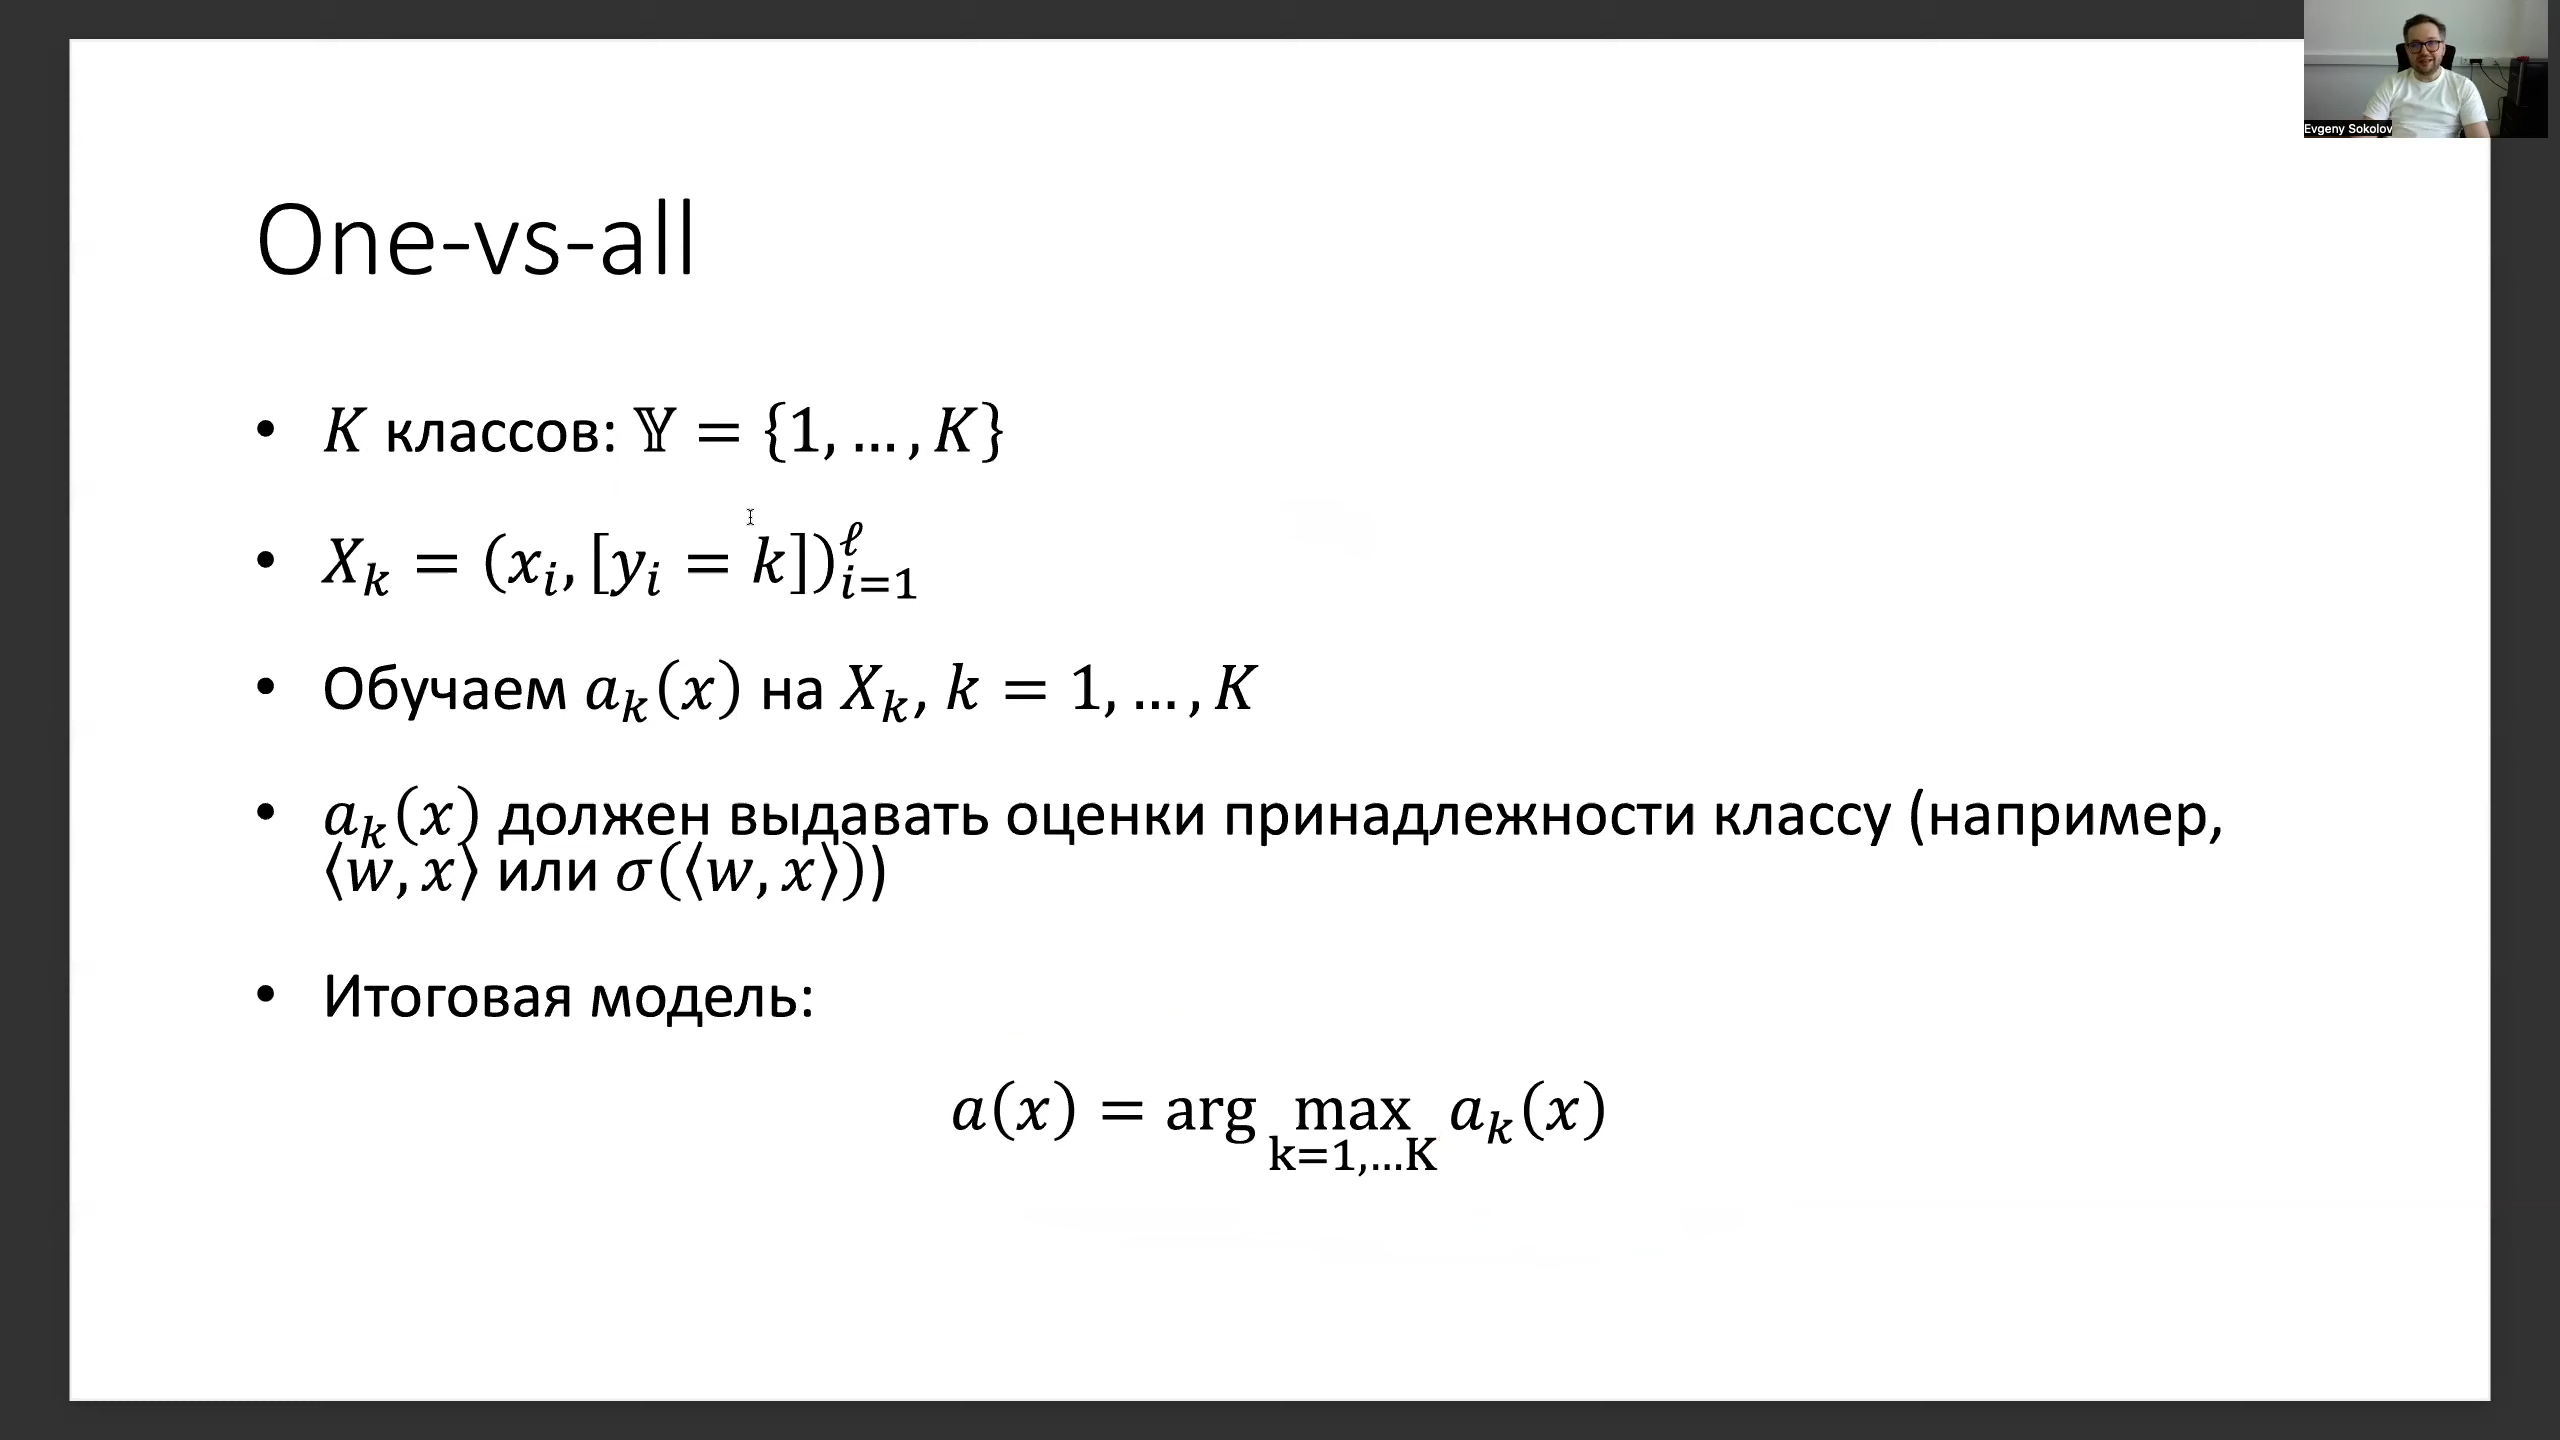 Evgeny Sokolov
One-vs-all
• K классов: 𝕐 = {1, … , K}
• X_k = (x_i, [y_i = k])_{i=1}^ℓ
• Обучаем a_k(x) на X_k, k = 1, … , K
• a_k(x) должен выдавать оценки принадлежности классу (например,
⟨w, x⟩ или σ(⟨w, x⟩))
• Итоговая модель:
a(x) = arg max_{k=1,…K} a_k(x)